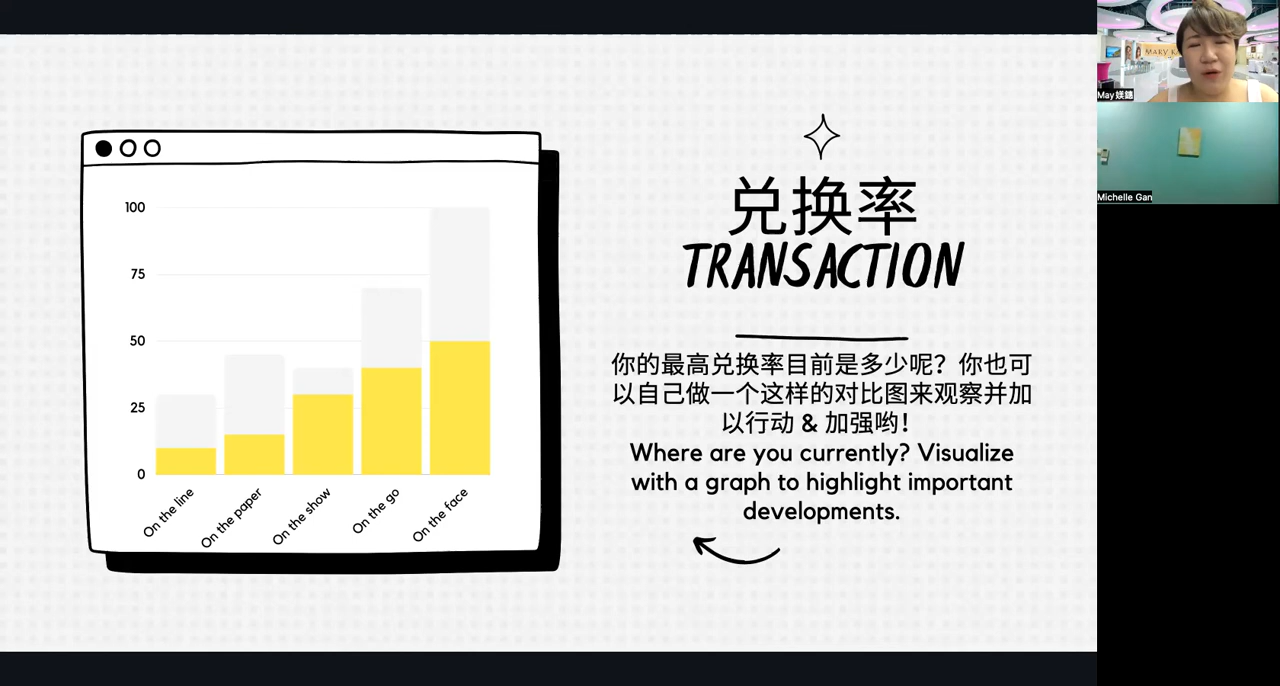 100
75
50
25
0
On the line
On the paper
On the show
On the go
On the face
兑换率
TRANSACTION
你的最高兑换率目前是多少呢？你也可
以自己做一个这样的对比图来观察并加
以行动 & 加强哟！
Where are you currently? Visualize
with a graph to highlight important
developments.
MARY K
May 媄鏸
Michelle Gan